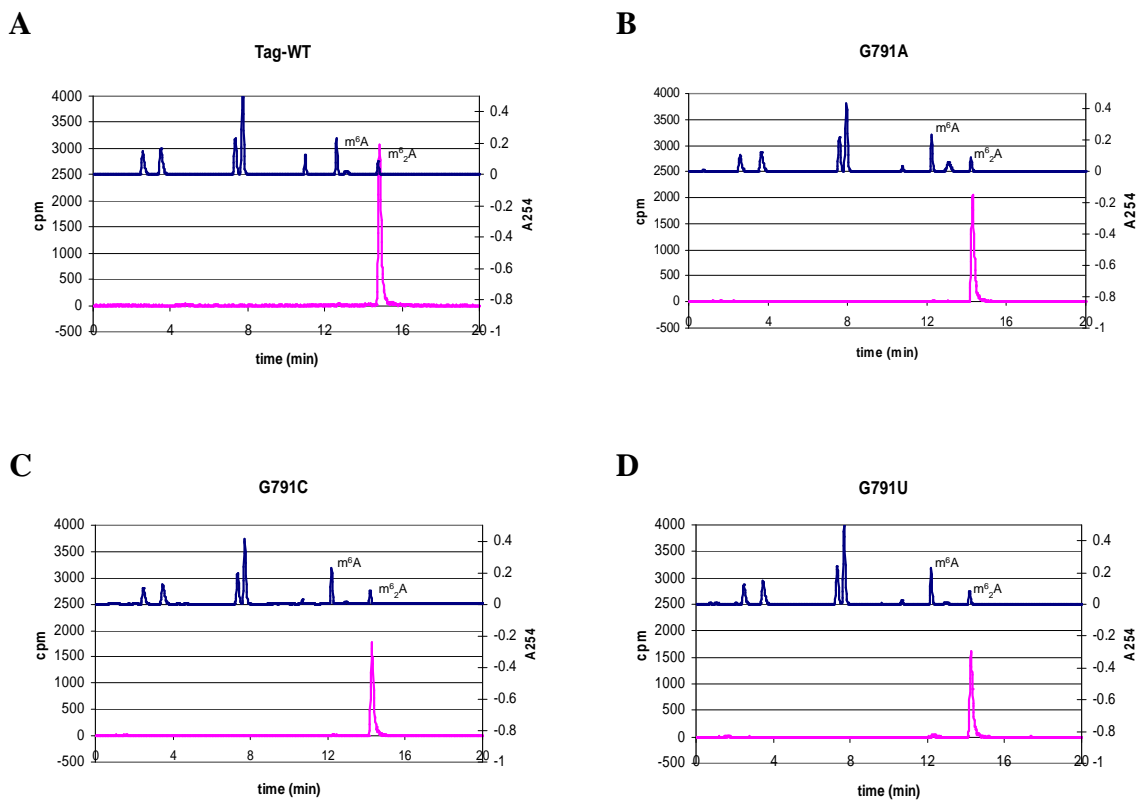 A
Tag-WT
4000
3500
3000
2500
2000
1500
1000
500
0
-500
cpm
0.4
0.2
0
-0.2
-0.4
-0.6
-0.8
-1
A254
m⁶A
m⁶₂A
0 4 8 12 16 20
time (min)
B
G791A
4000
3500
3000
2500
2000
1500
1000
500
0
-500
cpm
0.4
0.2
0
-0.2
-0.4
-0.6
-0.8
-1
A254
m⁶A
m⁶₂A
0 4 8 12 16 20
time (min)
C
G791C
4000
3500
3000
2500
2000
1500
1000
500
0
-500
cpm
0.4
0.2
0
-0.2
-0.4
-0.6
-0.8
-1
A254
m⁶A
m⁶₂A
0 4 8 12 16 20
time (min)
D
G791U
4000
3500
3000
2500
2000
1500
1000
500
0
-500
cpm
0.4
0.2
0
-0.2
-0.4
-0.6
-0.8
-1
A254
m⁶A
m⁶₂A
0 4 8 12 16 20
time (min)